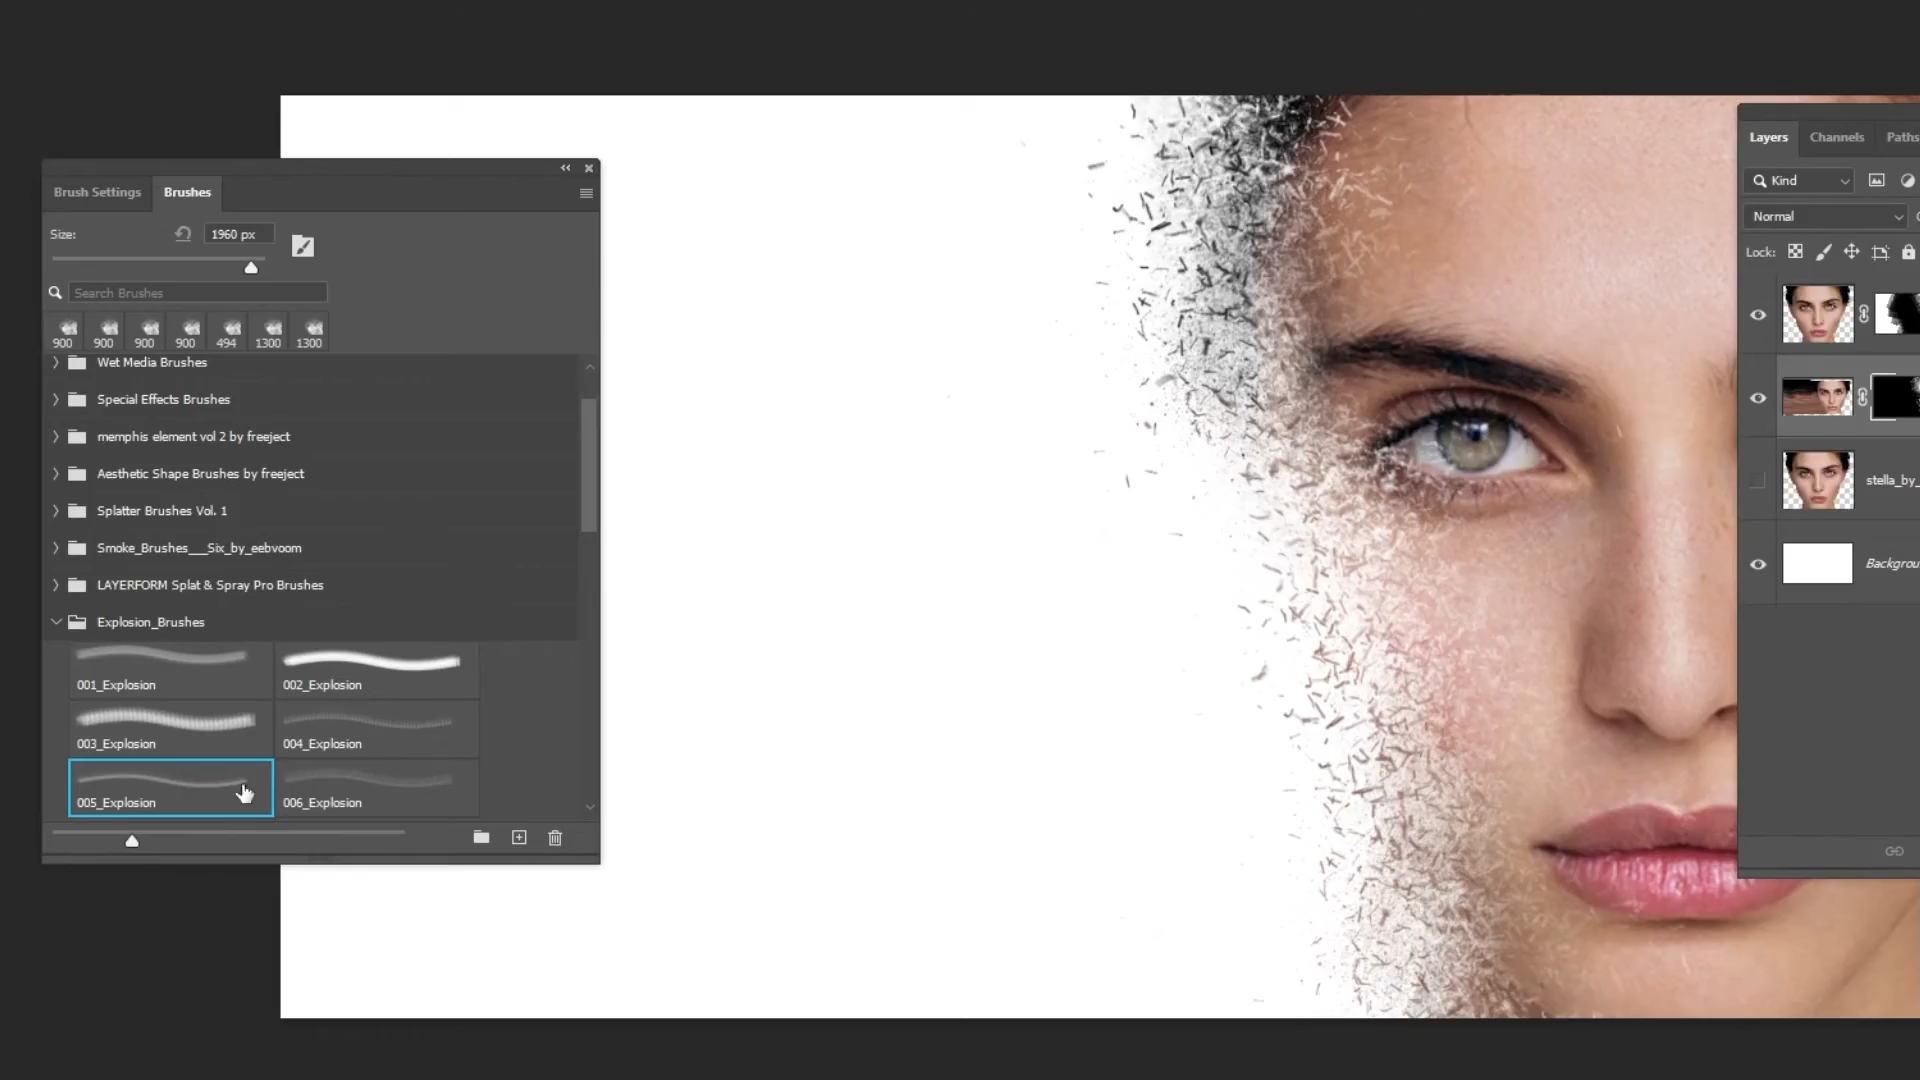 Brush Settings
Brushes
Size:
1960 px
Search Brushes
900 900 900 900 494 1300 1300
Wet Media Brushes
Special Effects Brushes
memphis element vol 2 by freeject
Aesthetic Shape Brushes by freeject
Splatter Brushes Vol. 1
Smoke_Brushes___Six_by_eebvoom
LAYERFORM Splat & Spray Pro Brushes
Explosion_Brushes
001_Explosion
002_Explosion
003_Explosion
004_Explosion
005_Explosion
006_Explosion
Layers
Channels
Paths
Kind
Normal
Lock:
stella_by_
Backgrou